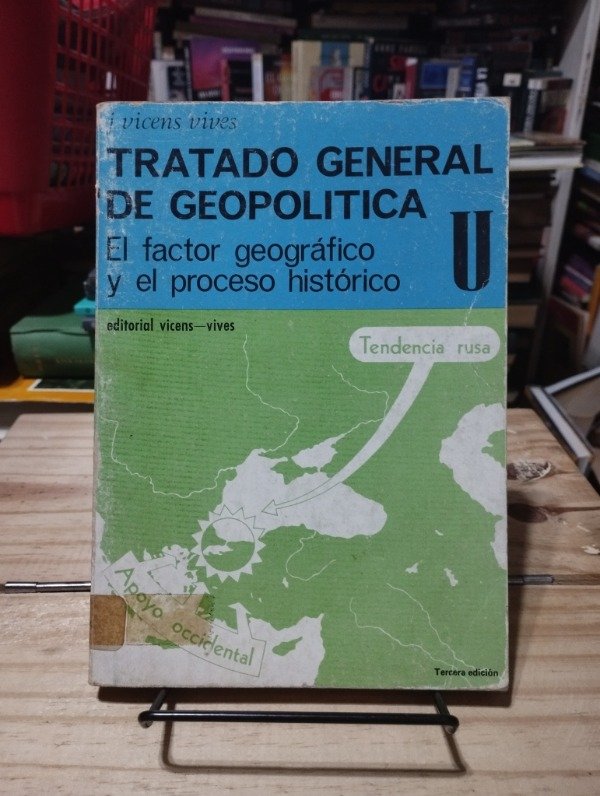 j vicens vives
TRATADO GENERAL
DE GEOPOLITICA
El factor geográfico
y el proceso histórico
U
editorial vicens—vives
Tendencia rusa
Apoyo occidental
Tercera edición